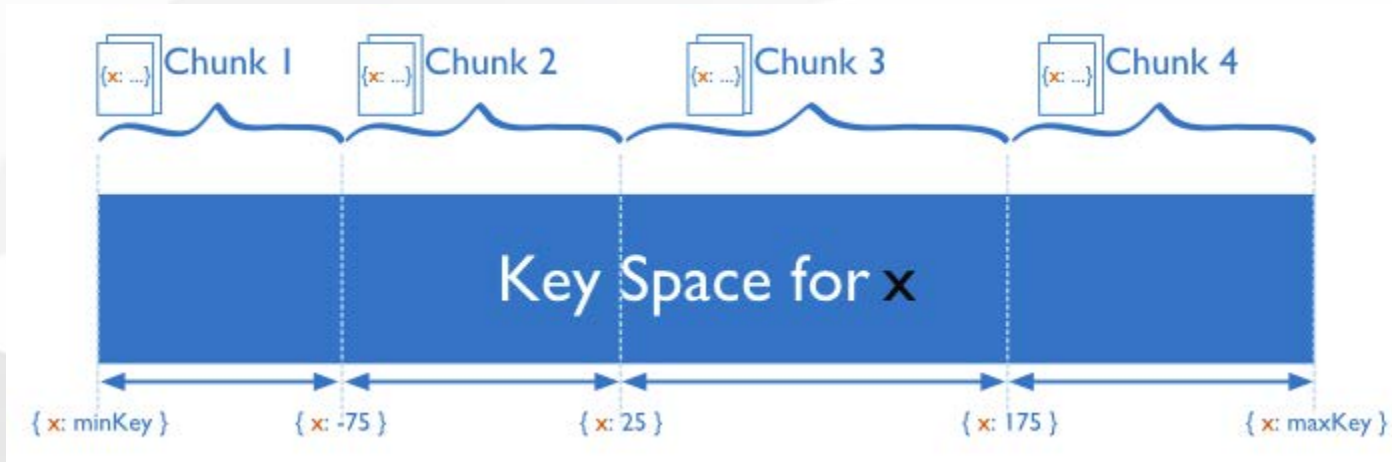 {x: ...} Chunk 1
{x: ...} Chunk 2
{x: ...} Chunk 3
{x: ...} Chunk 4
Key Space for x
{ x: minKey }
{ x: -75 }
{ x: 25 }
{ x: 175 }
{ x: maxKey }